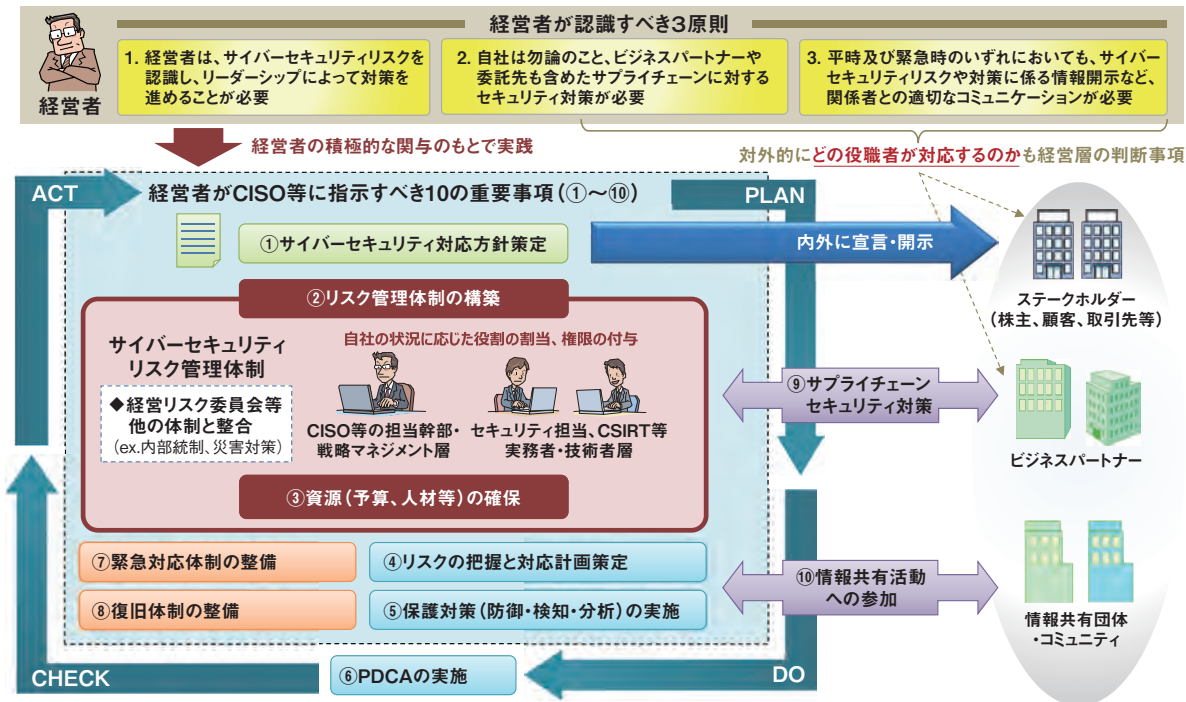 経営者が認識すべき3原則
経営者
1. 経営者は、サイバーセキュリティリスクを
認識し、リーダーシップによって対策を
進めることが必要
2. 自社は勿論のこと、ビジネスパートナーや
委託先も含めたサプライチェーンに対する
セキュリティ対策が必要
3. 平時及び緊急時のいずれにおいても、サイバー
セキュリティリスクや対策に係る情報開示など、
関係者との適切なコミュニケーションが必要
経営者の積極的な関与のもとで実践
対外的にどの役職者が対応するのかも経営層の判断事項
ACT
経営者がCISO等に指示すべき10の重要事項(①～⑩)
PLAN
①サイバーセキュリティ対応方針策定
内外に宣言・開示
ステークホルダー
(株主、顧客、取引先等)
②リスク管理体制の構築
サイバーセキュリティ
リスク管理体制
◆経営リスク委員会等
他の体制と整合
(ex.内部統制、災害対策)
自社の状況に応じた役割の割当、権限の付与
CISO等の担当幹部・
戦略マネジメント層
セキュリティ担当、CSIRT等
実務者・技術者層
③資源(予算、人材等)の確保
⑨サプライチェーン
セキュリティ対策
ビジネスパートナー
⑦緊急対応体制の整備
④リスクの把握と対応計画策定
⑧復旧体制の整備
⑤保護対策(防御・検知・分析)の実施
⑩情報共有活動
への参加
情報共有団体
・コミュニティ
CHECK
⑥PDCAの実施
DO